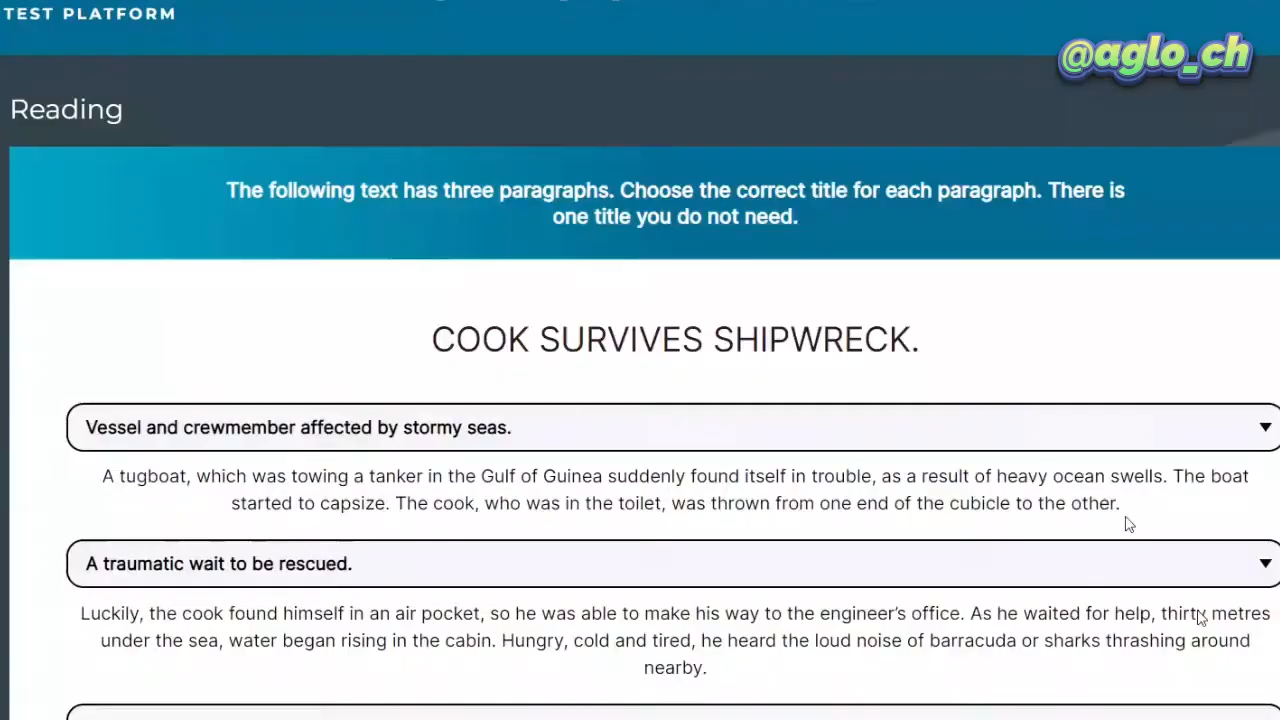 TEST PLATFORM
@aglo_ch
Reading
The following text has three paragraphs. Choose the correct title for each paragraph. There is
one title you do not need.
COOK SURVIVES SHIPWRECK.
Vessel and crewmember affected by stormy seas.
A tugboat, which was towing a tanker in the Gulf of Guinea suddenly found itself in trouble, as a result of heavy ocean swells. The boat
started to capsize. The cook, who was in the toilet, was thrown from one end of the cubicle to the other.
A traumatic wait to be rescued.
Luckily, the cook found himself in an air pocket, so he was able to make his way to the engineer's office. As he waited for help, thirty metres
under the sea, water began rising in the cabin. Hungry, cold and tired, he heard the loud noise of barracuda or sharks thrashing around
nearby.